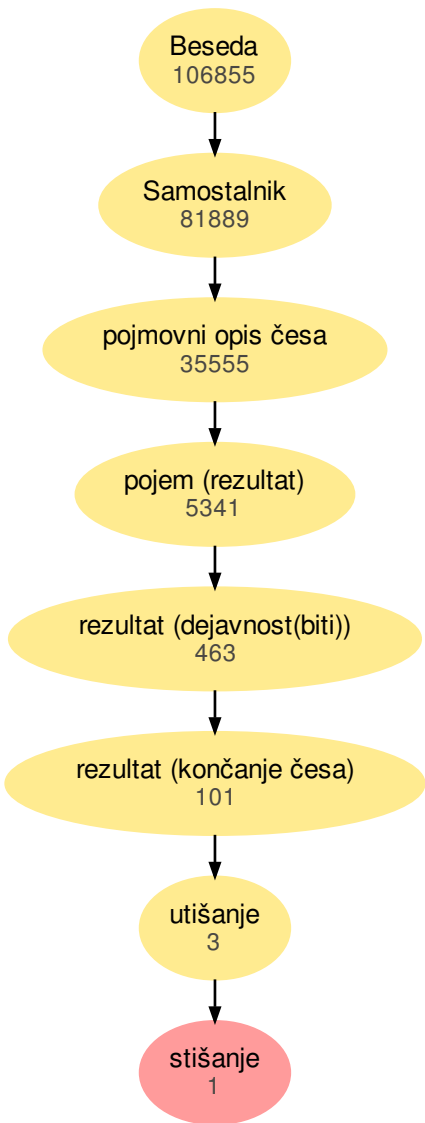 Beseda
106855
Samostalnik
81889
pojmovni opis česa
35555
pojem (rezultat)
5341
rezultat (dejavnost(biti))
463
rezultat (končanje česa)
101
utišanje
3
stišanje
1